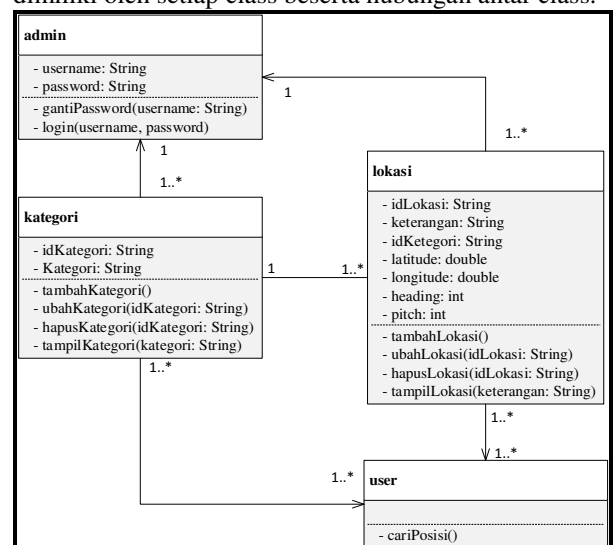 dimiliki oleh setiap class beserta hubungan antar class.
admin
- username: String
- password: String
- gantiPassword(username: String)
- login(username, password)
1
1..*
1
1..*
lokasi
- idLokasi: String
- keterangan: String
- idKetegori: String
- latitude: double
- longitude: double
- heading: int
- pitch: int
- tambahLokasi()
- ubahLokasi(idLokasi: String)
- hapusLokasi(idLokasi: String)
- tampilLokasi(keterangan: String)
kategori
- idKategori: String
- Kategori: String
- tambahKategori()
- ubahKategori(idKategori: String)
- hapusKategori(idKategori: String)
- tampilKategori(kategori: String)
1
1..*
1..*
1..*
1..*
1..*
user
- cariPosisi()